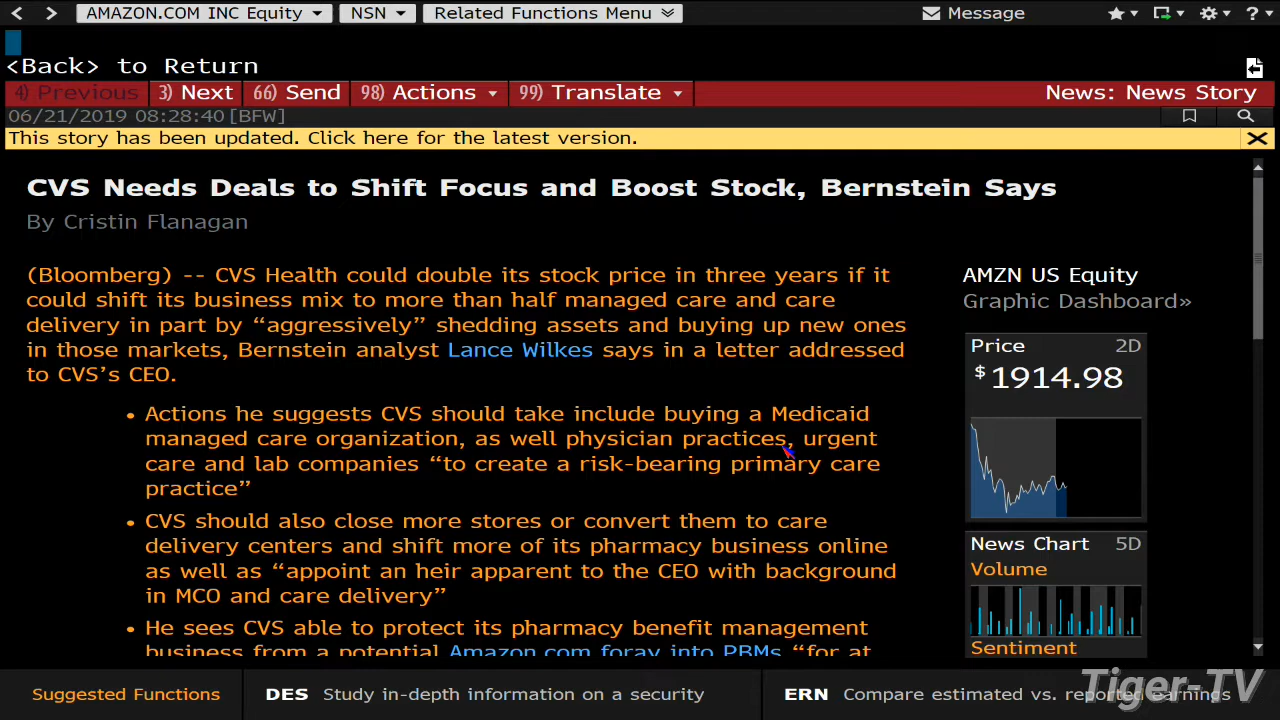 AMAZON.COM INC Equity NSN Related Functions Menu Message ?
<Back> to Return
4) Previous 3) Next 66) Send 98) Actions 99) Translate News: News Story
06/21/2019 08:28:40 [BFW]
This story has been updated. Click here for the latest version.
CVS Needs Deals to Shift Focus and Boost Stock, Bernstein Says
By Cristin Flanagan
(Bloomberg) -- CVS Health could double its stock price in three years if it
could shift its business mix to more than half managed care and care
delivery in part by “aggressively” shedding assets and buying up new ones
in those markets, Bernstein analyst Lance Wilkes says in a letter addressed
to CVS’s CEO.
• Actions he suggests CVS should take include buying a Medicaid
managed care organization, as well physician practices, urgent
care and lab companies “to create a risk-bearing primary care
practice”
• CVS should also close more stores or convert them to care
delivery centers and shift more of its pharmacy business online
as well as “appoint an heir apparent to the CEO with background
in MCO and care delivery”
• He sees CVS able to protect its pharmacy benefit management
business from a potential Amazon.com foray into PBMs “for at
AMZN US Equity
Graphic Dashboard»
Price 2D
$1914.98
News Chart 5D
Volume
Sentiment
Suggested Functions DES Study in-depth information on a security ERN Compare estimated vs. reported earnings
Tiger-TV